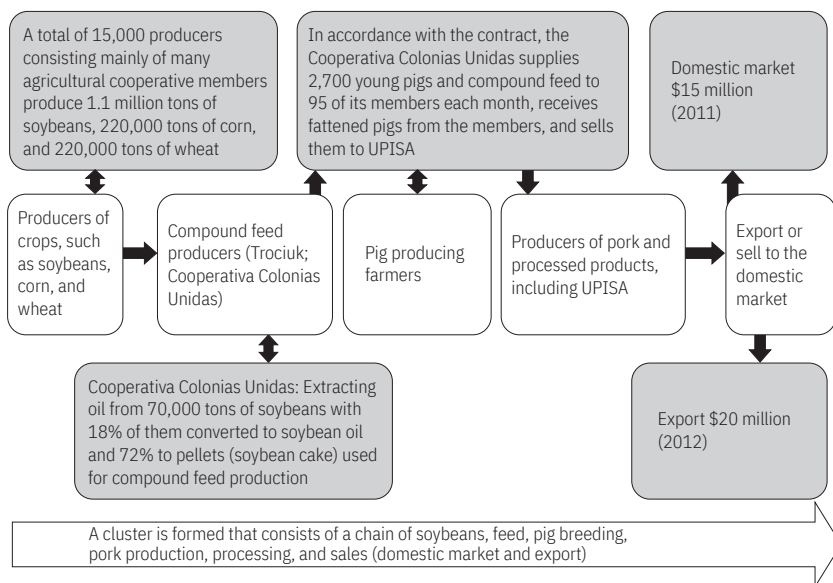 A total of 15,000 producers
consisting mainly of many
agricultural cooperative members
produce 1.1 million tons of
soybeans, 220,000 tons of corn,
and 220,000 tons of wheat
In accordance with the contract, the
Cooperativa Colonias Unidas supplies
2,700 young pigs and compound feed to
95 of its members each month, receives
fattened pigs from the members, and sells
them to UPISA
Domestic market
$15 million
(2011)
Producers of
crops, such
as soybeans,
corn, and
wheat
Compound feed
producers (Trociuk;
Cooperativa Colonias
Unidas)
Pig producing
farmers
Producers of pork and
processed products,
including UPISA
Export or
sell to the
domestic
market
Cooperativa Colonias Unidas: Extracting
oil from 70,000 tons of soybeans with
18% of them converted to soybean oil
and 72% to pellets (soybean cake) used
for compound feed production
Export $20 million
(2012)
A cluster is formed that consists of a chain of soybeans, feed, pig breeding,
pork production, processing, and sales (domestic market and export)